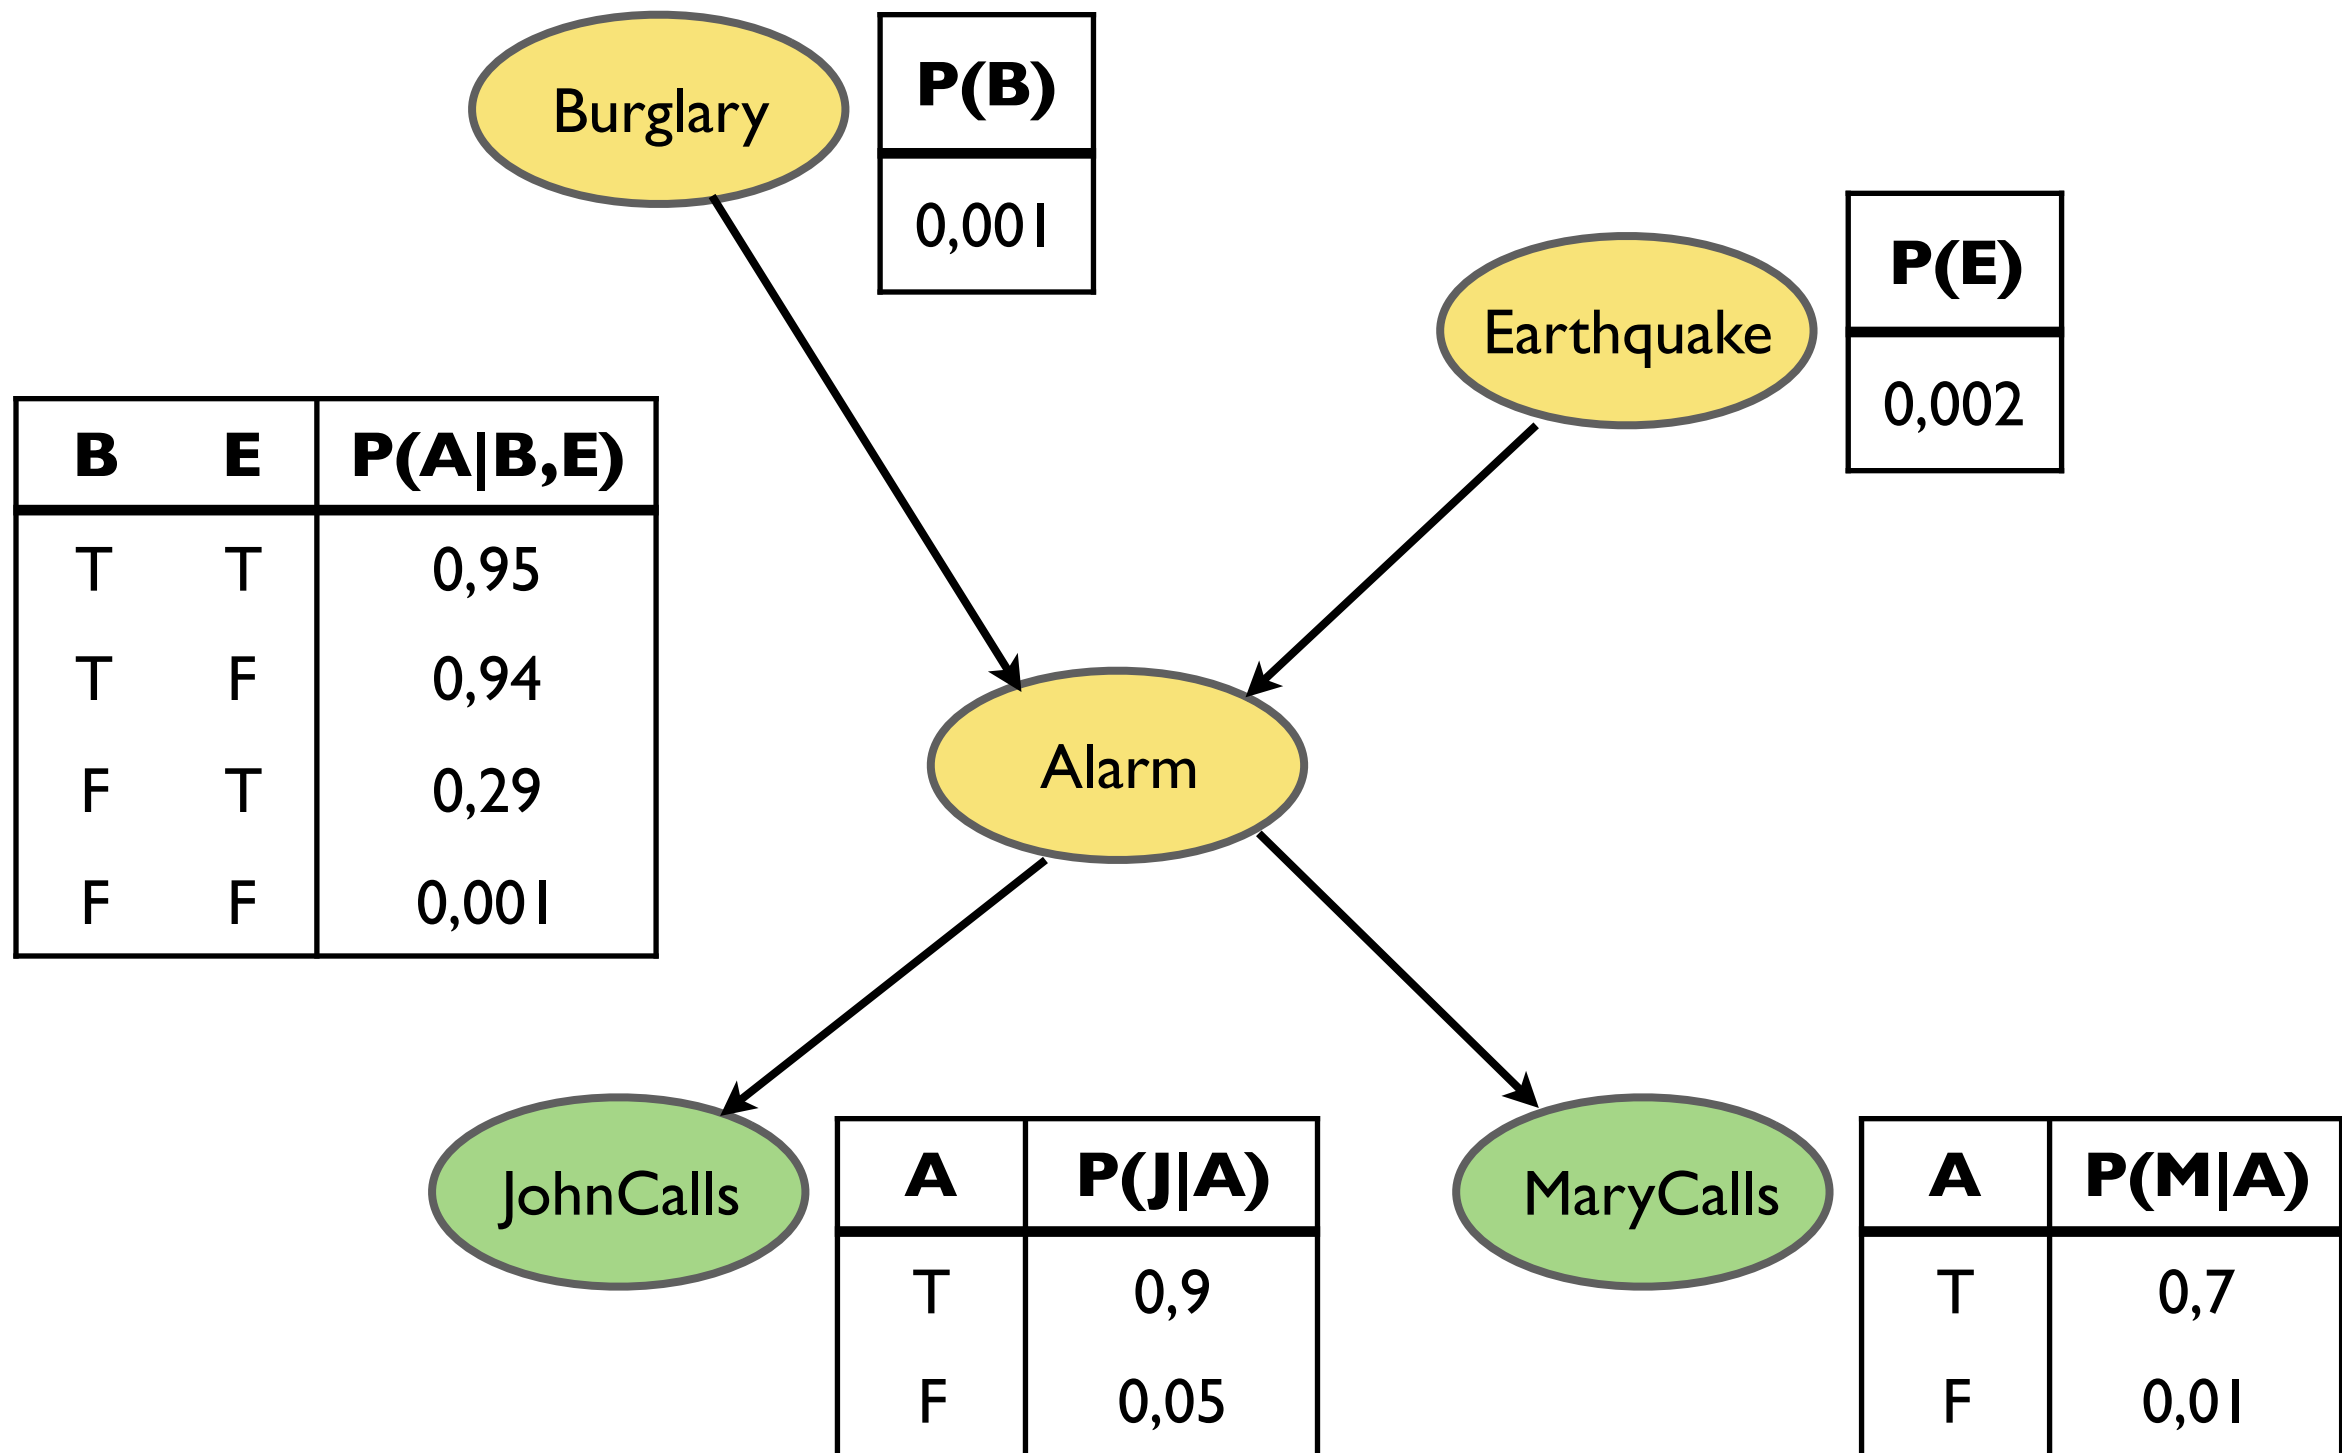 Burglary
P(B)
0,001
Earthquake
P(E)
0,002
B E P(A|B,E)
T T 0,95
T F 0,94
F T 0,29
F F 0,001
Alarm
JohnCalls
A P(J|A)
T 0,9
F 0,05
MaryCalls
A P(M|A)
T 0,7
F 0,01